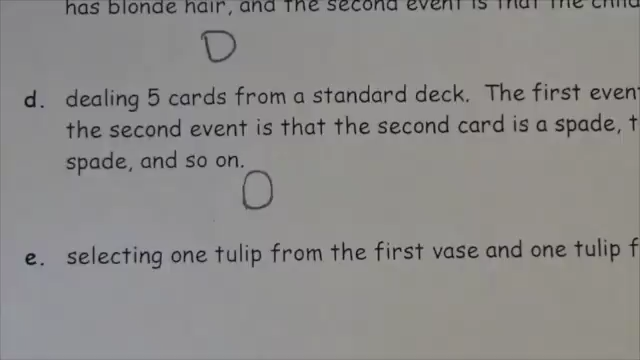 has blonde hair, and the second event is that the child
D
d. dealing 5 cards from a standard deck. The first event
the second event is that the second card is a spade, t
spade, and so on.
D
e. selecting one tulip from the first vase and one tulip f